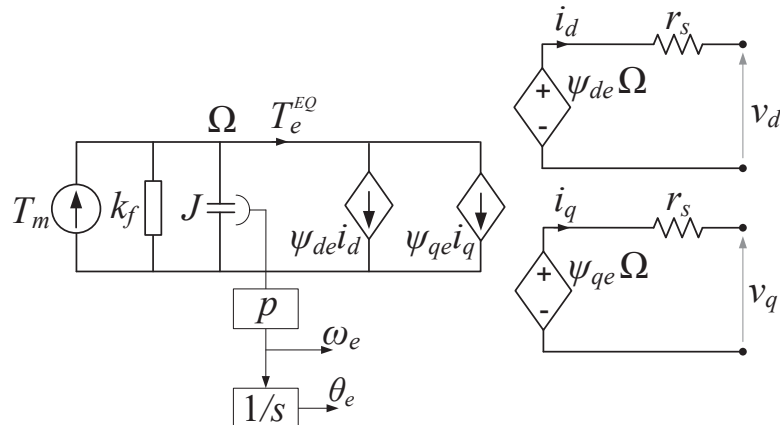 i_d r_s
ψ_de Ω + - v_d
Ω T_e^EQ
T_m k_f J ψ_de i_d ψ_qe i_q
i_q r_s
ψ_qe Ω + - v_q
p
ω_e
1/s θ_e